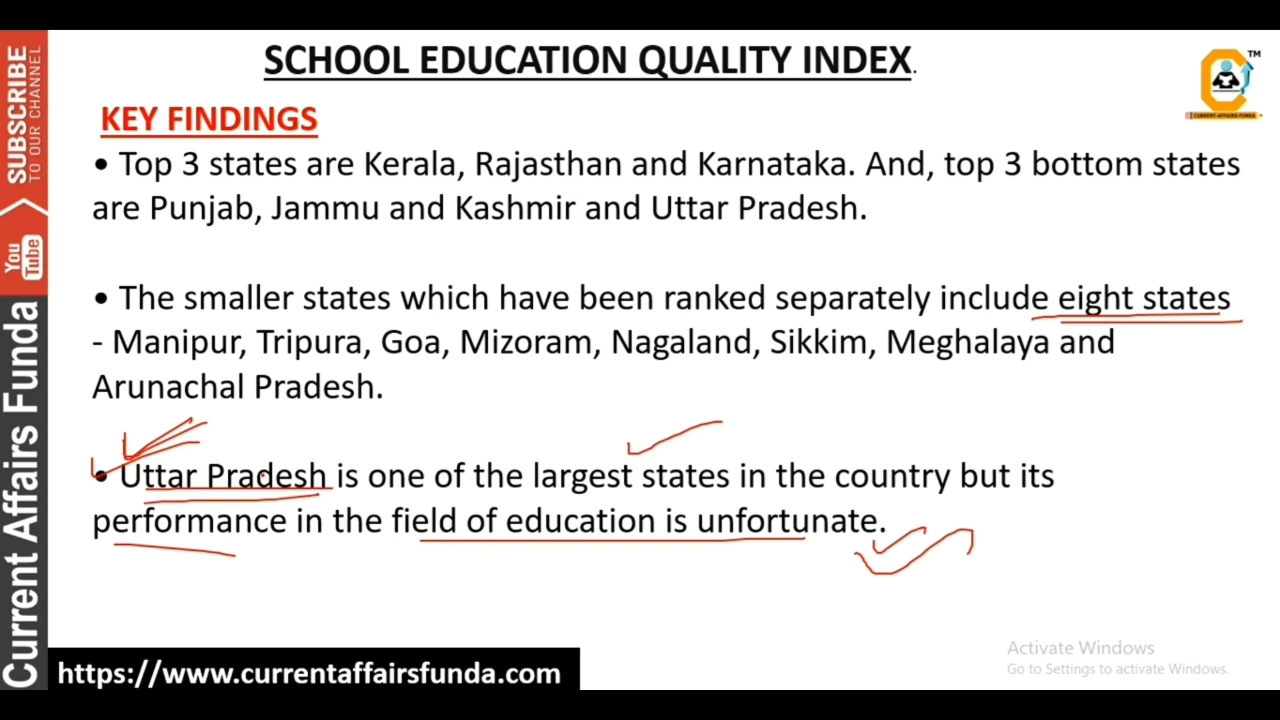 SCHOOL EDUCATION QUALITY INDEX.
TM
CURRENT-AFFAIRS-FUNDA
SUBSCRIBE
TO OUR CHANNEL
You
Tube
Current Affairs Funda
KEY FINDINGS
• Top 3 states are Kerala, Rajasthan and Karnataka. And, top 3 bottom states
are Punjab, Jammu and Kashmir and Uttar Pradesh.
• The smaller states which have been ranked separately include eight states
- Manipur, Tripura, Goa, Mizoram, Nagaland, Sikkim, Meghalaya and
Arunachal Pradesh.
• Uttar Pradesh is one of the largest states in the country but its
performance in the field of education is unfortunate.
Activate Windows
Go to Settings to activate Windows.
https://www.currentaffairsfunda.com